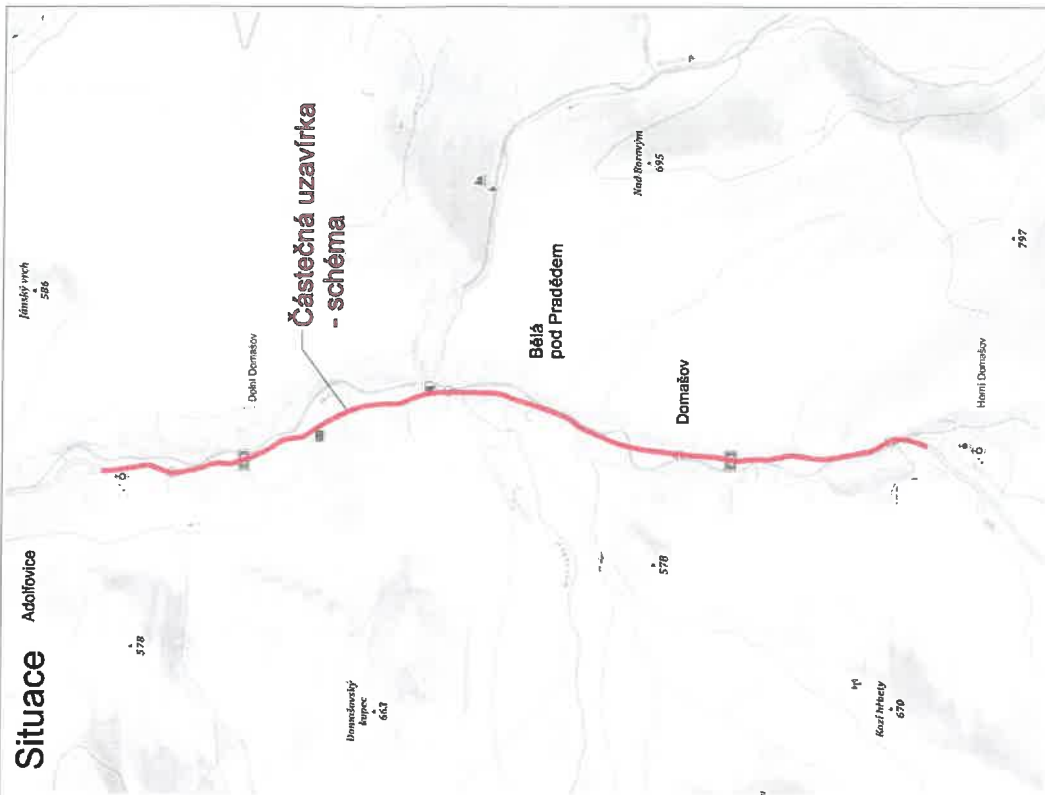 Situace
Adolfovice
Jánský vrch
586
578
Dolní Domašov
Částečná uzavírka
- schéma
Domašovský
kopec
663
Bělá
pod Pradědem
Nad Borovým
695
Domašov
578
797
Kozí hřbety
670
Horní Domašov